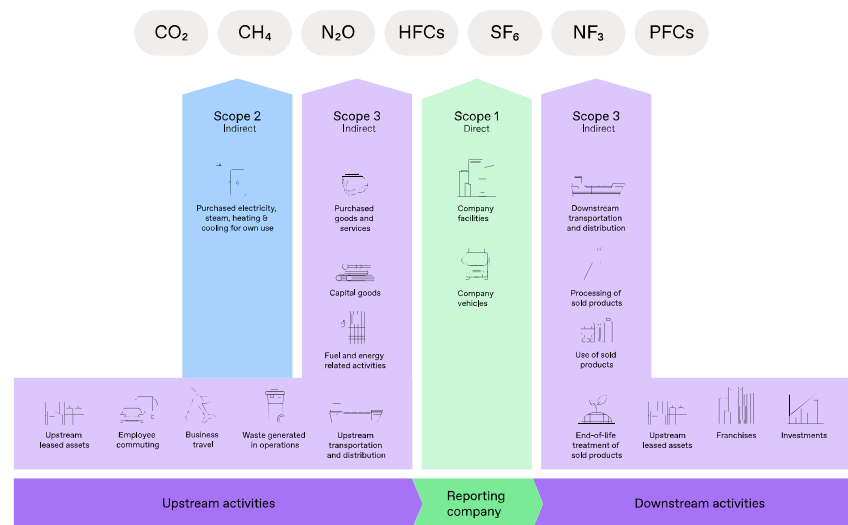 CO₂ CH₄ N₂O HFCs SF₆ NF₃ PFCs
Scope 2
Indirect
Purchased electricity,
steam, heating &
cooling for own use
Scope 3
Indirect
Purchased
goods and
services
Capital goods
Fuel and energy
related activities
Scope 1
Direct
Company
facilities
Company
vehicles
Scope 3
Indirect
Downstream
transportation
and distribution
Processing of
sold products
Use of sold
products
Upstream
leased assets
Employee
commuting
Business
travel
Waste generated
in operations
Upstream
transportation
and distribution
End-of-life
treatment of
sold products
Upstream
leased assets
Franchises
Investments
Upstream activities
Reporting
company
Downstream activities